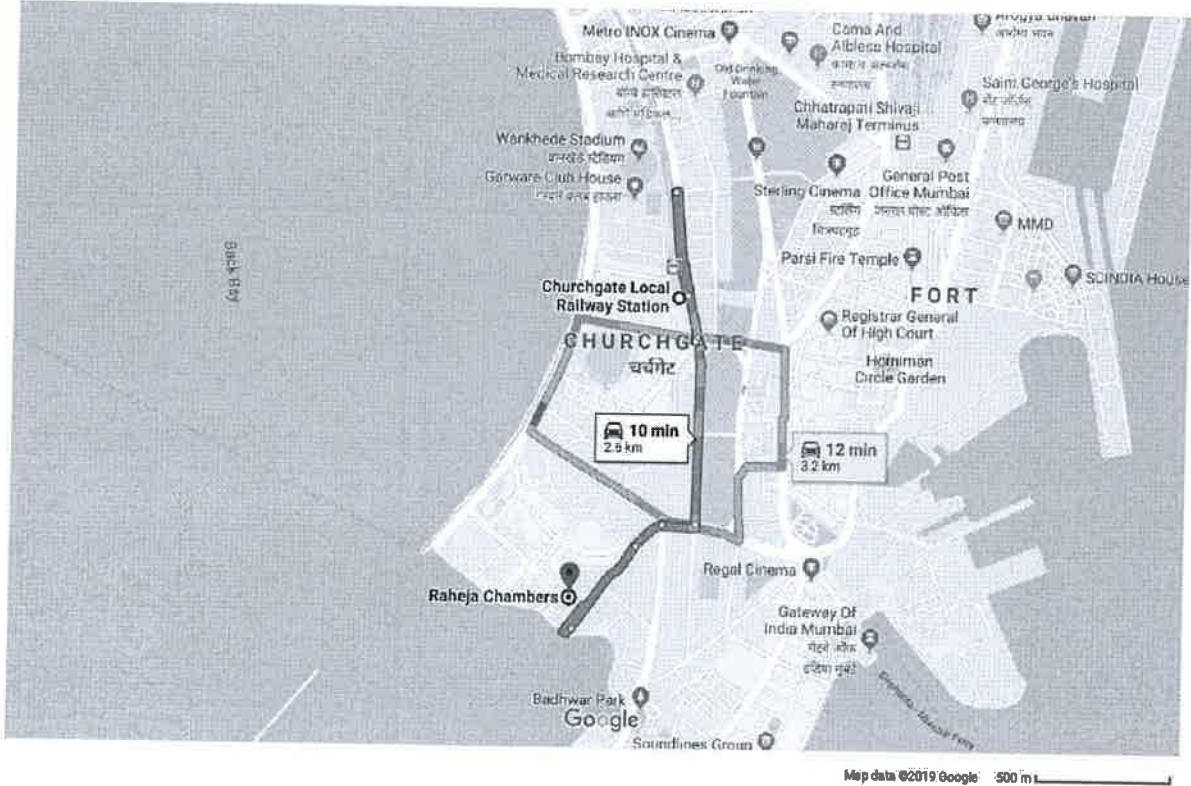 Metro INOX Cinema
Cama And
Albless Hospital
Bombay Hospital &
Medical Research Centre
Old Drinking
Water
Fountain
Saint George's Hospital
Chhatrapati Shivaji
Maharaj Terminus
Wankhede Stadium
वानखेडे स्टेडियम
Garware Club House
Sterling Cinema
General Post
Office Mumbai
MMD
Parsi Fire Temple
SCINDIA House
Back Bay
Churchgate Local
Railway Station
FORT
Registrar General
Of High Court
CHURCHGATE
चर्चगेट
Horniman
Circle Garden
10 min
2.6 km
12 min
3.2 km
Regal Cinema
Raheja Chambers
Gateway Of
India Mumbai
Badhwar Park
Google
Soundlines Group
Map data ©2019 Google 500 m